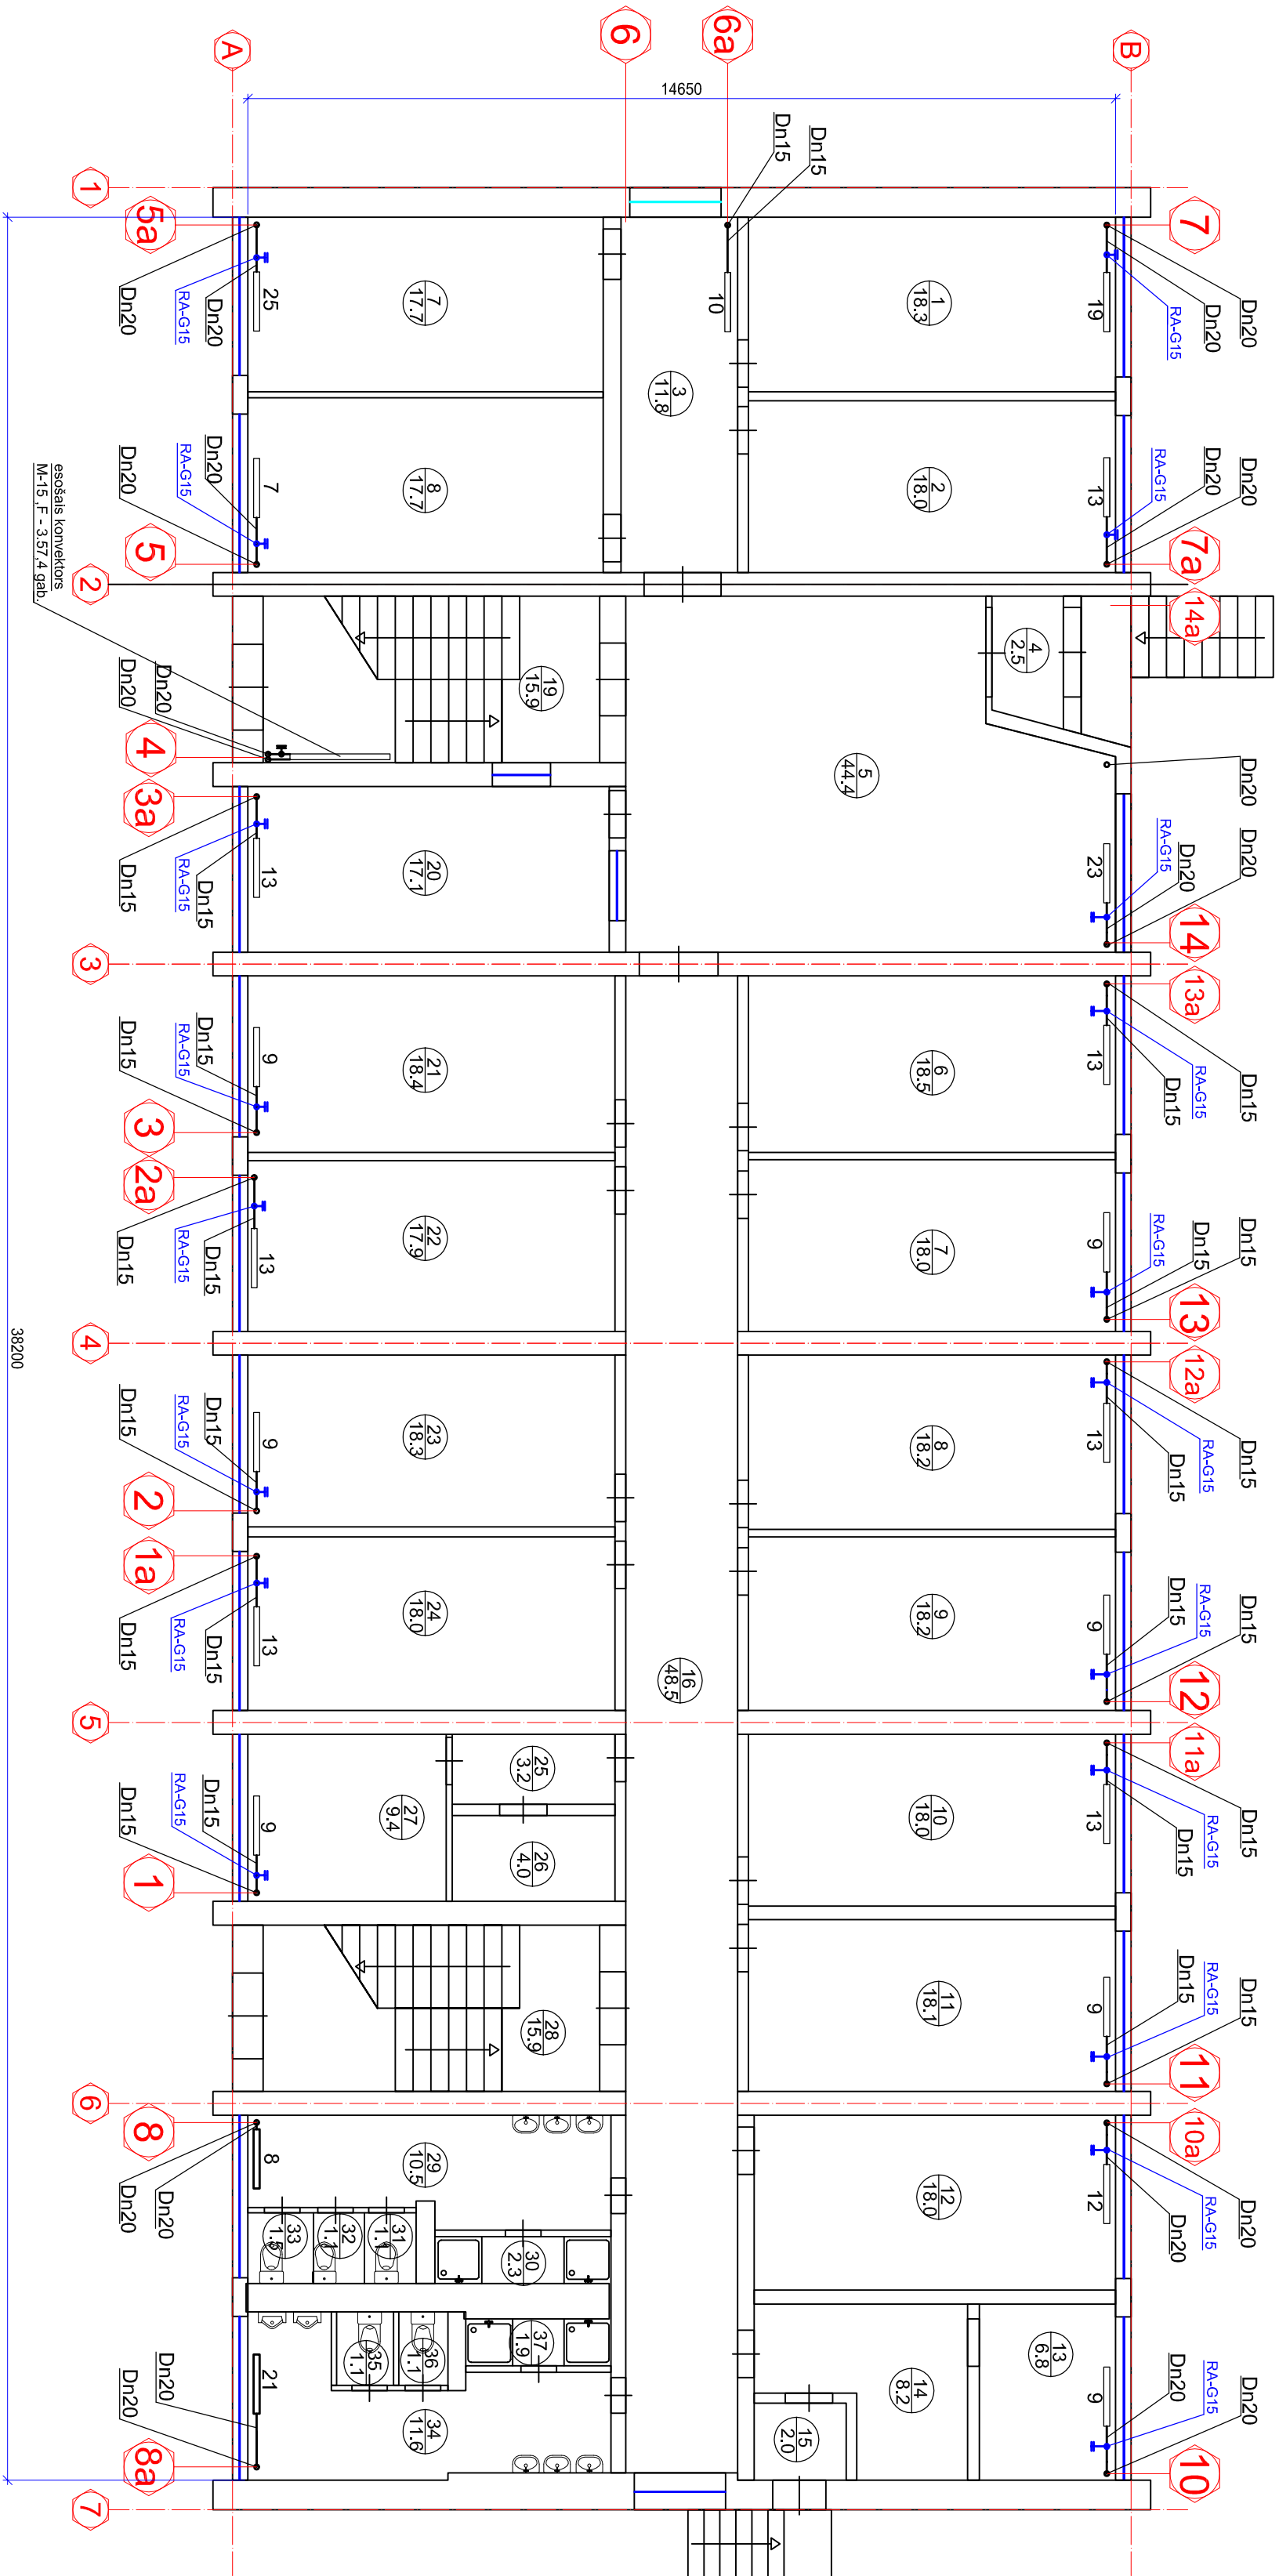 A
6
6a
B
14650
Dn15
Dn15
1
5a
7
Dn20
RA-G15
Dn20
25
7
17.7
10
1
18.3
19
RA-G15
Dn20
Dn20
3
11.8
Dn20
RA-G15
Dn20
7
8
17.7
2
18.0
13
RA-G15
Dn20
Dn20
5
7a
2
14a
esošais konvektors
M-15 ,F - 3.57,4 gab.
19
15.9
4
2.5
Dn20
Dn20
4
5
44.4
Dn20
3a
Dn15
RA-G15
Dn15
13
20
17.1
23
RA-G15
Dn20
Dn20
14
3
13a
Dn15
RA-G15
Dn15
9
21
18.4
6
18.5
13
Dn15
RA-G15
Dn15
3
2a
Dn15
RA-G15
Dn15
13
22
17.9
7
18.0
9
RA-G15
Dn15
Dn15
13
4
12a
38200
Dn15
RA-G15
Dn15
9
23
18.3
8
18.2
13
Dn15
RA-G15
Dn15
2
1a
Dn15
RA-G15
Dn15
13
24
18.0
9
18.2
9
Dn15
RA-G15
Dn15
16
48.5
12
5
11a
25
3.2
Dn15
RA-G15
Dn15
9
27
9.4
26
4.0
10
18.0
13
Dn15
RA-G15
Dn15
1
28
15.9
11
18.1
9
Dn15
RA-G15
Dn15
11
6
8
10a
Dn20
Dn20
8
29
10.5
12
18.0
12
Dn20
RA-G15
Dn20
33
1.5
32
1.1
31
1.1
30
2.3
35
1.1
36
1.1
37
1.9
13
6.8
Dn20
Dn20
21
34
11.6
14
8.2
15
2.0
9
Dn20
RA-G15
Dn20
8a
10
7